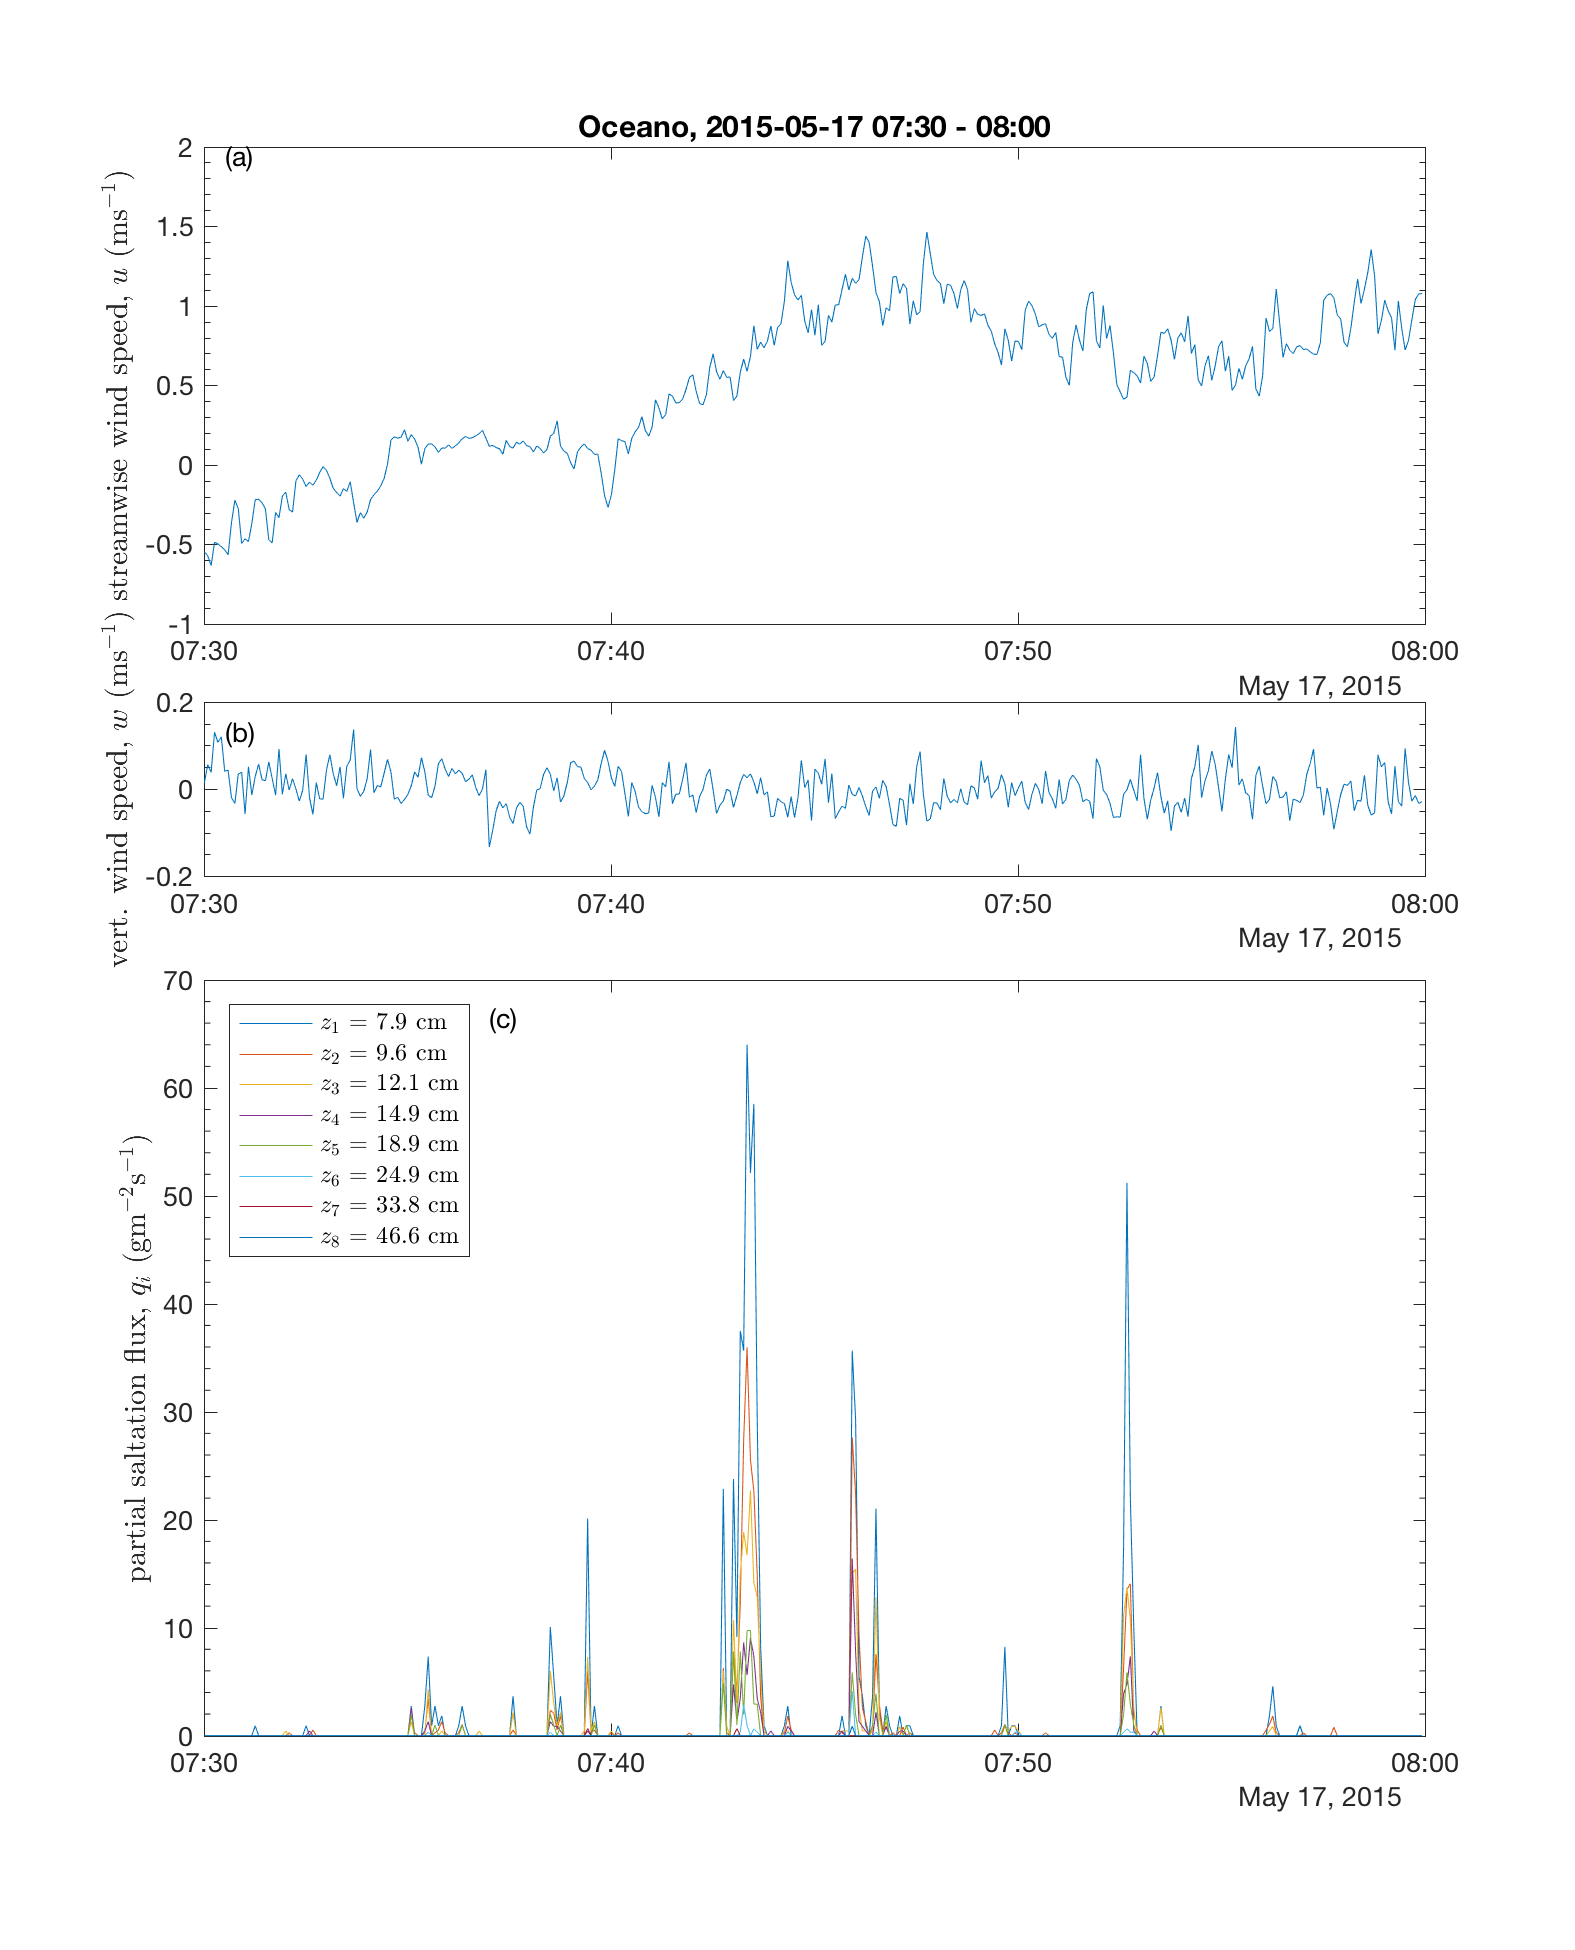 Oceano, 2015-05-17 07:30 - 08:00
(a)
streamwise wind speed, u (ms−1)
2
1.5
1
0.5
0
-0.5
-1
07:30 07:40 07:50 08:00
May 17, 2015
(b)
vert. wind speed, w (ms−1)
0.2
0
-0.2
07:30 07:40 07:50 08:00
May 17, 2015
(c)
partial saltation flux, qi (gm−2s−1)
70
60
50
40
30
20
10
0
z1 = 7.9 cm
z2 = 9.6 cm
z3 = 12.1 cm
z4 = 14.9 cm
z5 = 18.9 cm
z6 = 24.9 cm
z7 = 33.8 cm
z8 = 46.6 cm
07:30 07:40 07:50 08:00
May 17, 2015